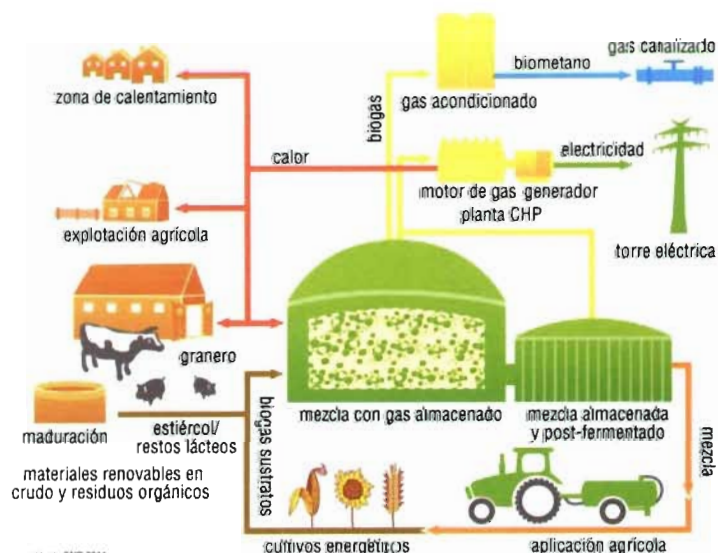 gas canalizado
biometano
zona de calentamiento
gas acondicionado
biogás
calor
electricidad
motor de gas generador
planta CHP
explotación agrícola
torre eléctrica
granero
maduración
estiércol/
restos lácteos
biogas sustratos
mezcla con gas almacenado
mezcla almacenada
y post-fermentado
mezcla
materiales renovables en
crudo y residuos orgánicos
cultivos energéticos
aplicación agrícola